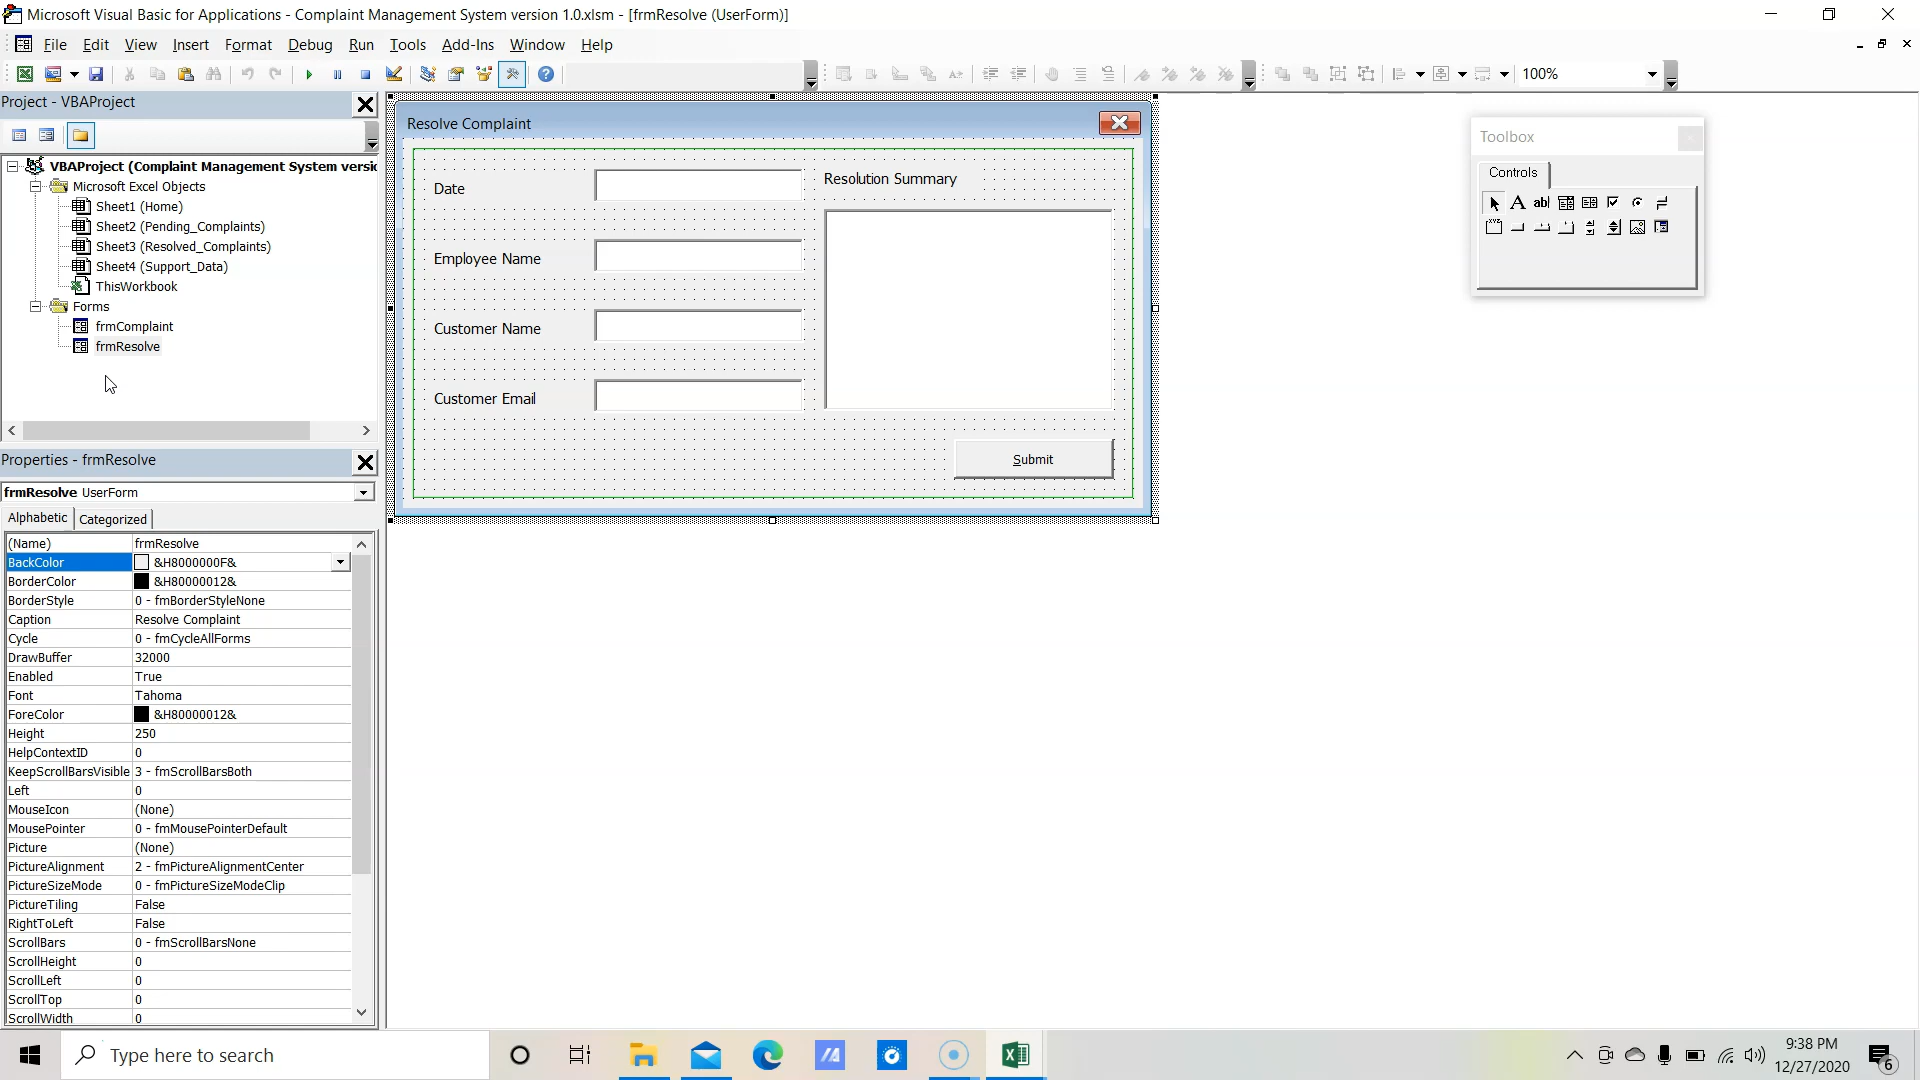 Microsoft Visual Basic for Applications - Complaint Management System version 1.0.xlsm - [frmResolve (UserForm)]
File Edit View Insert Format Debug Run Tools Add-Ins Window Help
100%
Project - VBAProject
VBAProject (Complaint Management System versi
Microsoft Excel Objects
Sheet1 (Home)
Sheet2 (Pending_Complaints)
Sheet3 (Resolved_Complaints)
Sheet4 (Support_Data)
ThisWorkbook
Forms
frmComplaint
frmResolve
Properties - frmResolve
frmResolve UserForm
Alphabetic Categorized
(Name) frmResolve
BackColor &H8000000F&
BorderColor &H80000012&
BorderStyle 0 - fmBorderStyleNone
Caption Resolve Complaint
Cycle 0 - fmCycleAllForms
DrawBuffer 32000
Enabled True
Font Tahoma
ForeColor &H80000012&
Height 250
HelpContextID 0
KeepScrollBarsVisible 3 - fmScrollBarsBoth
Left 0
MouseIcon (None)
MousePointer 0 - fmMousePointerDefault
Picture (None)
PictureAlignment 2 - fmPictureAlignmentCenter
PictureSizeMode 0 - fmPictureSizeModeClip
PictureTiling False
RightToLeft False
ScrollBars 0 - fmScrollBarsNone
ScrollHeight 0
ScrollLeft 0
ScrollTop 0
ScrollWidth 0
Resolve Complaint
Date
Employee Name
Customer Name
Customer Email
Resolution Summary
Submit
Toolbox
Controls
A abl
Type here to search
9:38 PM
12/27/2020
6